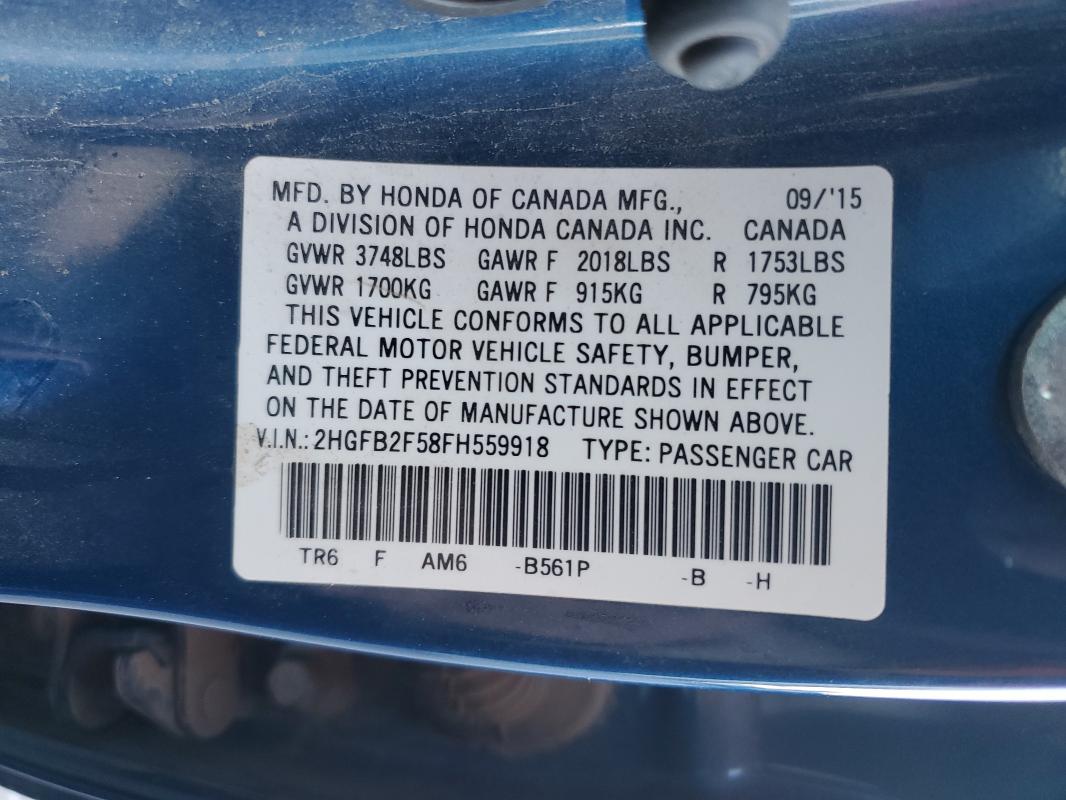 MFD. BY HONDA OF CANADA MFG., 09/'15
A DIVISION OF HONDA CANADA INC. CANADA
GVWR 3748LBS GAWR F 2018LBS R 1753LBS
GVWR 1700KG GAWR F 915KG R 795KG
THIS VEHICLE CONFORMS TO ALL APPLICABLE
FEDERAL MOTOR VEHICLE SAFETY, BUMPER,
AND THEFT PREVENTION STANDARDS IN EFFECT
ON THE DATE OF MANUFACTURE SHOWN ABOVE.
V.I.N.: 2HGFB2F58FH559918 TYPE: PASSENGER CAR
TR6 F AM6 -B561P -B -H